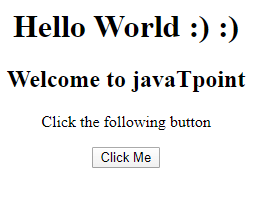 Hello World :) :)
Welcome to javaTpoint
Click the following button
Click Me